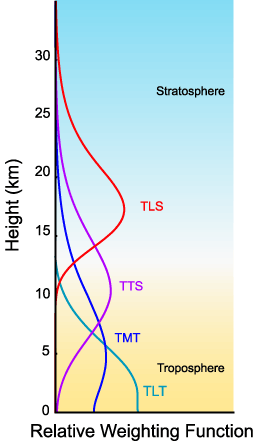 30
Stratosphere
25
20
TLS
Height (km)
15
TTS
10
TMT
5
Troposphere
TLT
0
Relative Weighting Function